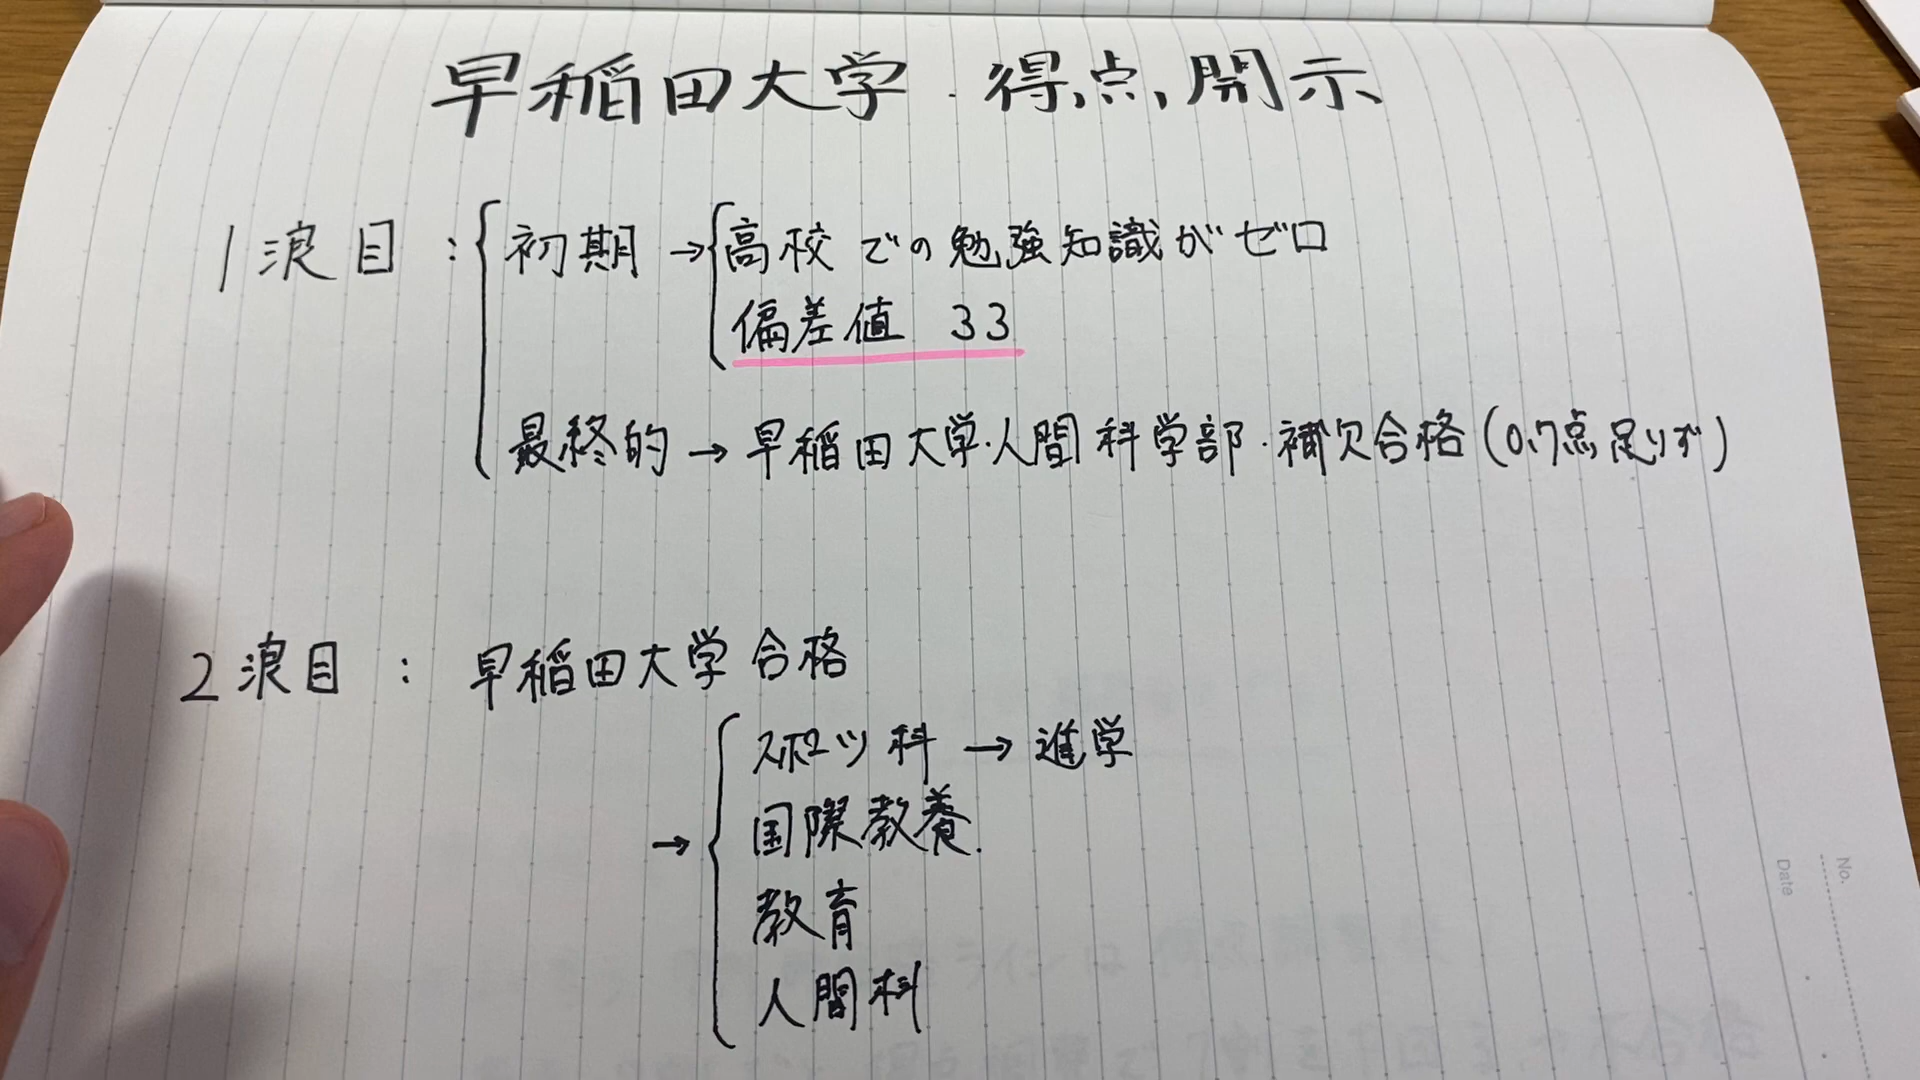 早稲田大学・得点開示
1浪目：初期→高校での勉強知識がゼロ
偏差値 33
最終的→早稲田大学・人間科学部・補欠合格(0.7点足りず)
2浪目：早稲田大学合格
→スポーツ科→進学
国際教養.
教育
人間科
No.
Date